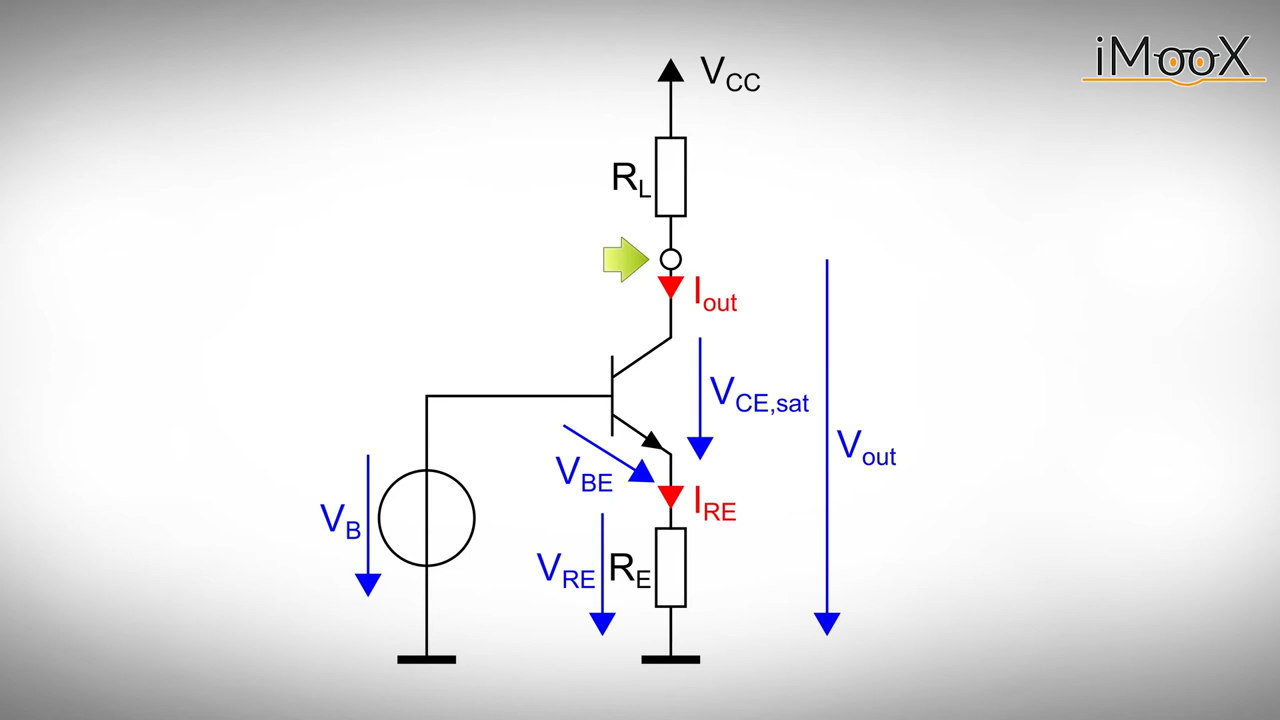 iMooX
VCC
RL
Iout
VCE,sat
Vout
VBE
IRE
VB
VRE
RE